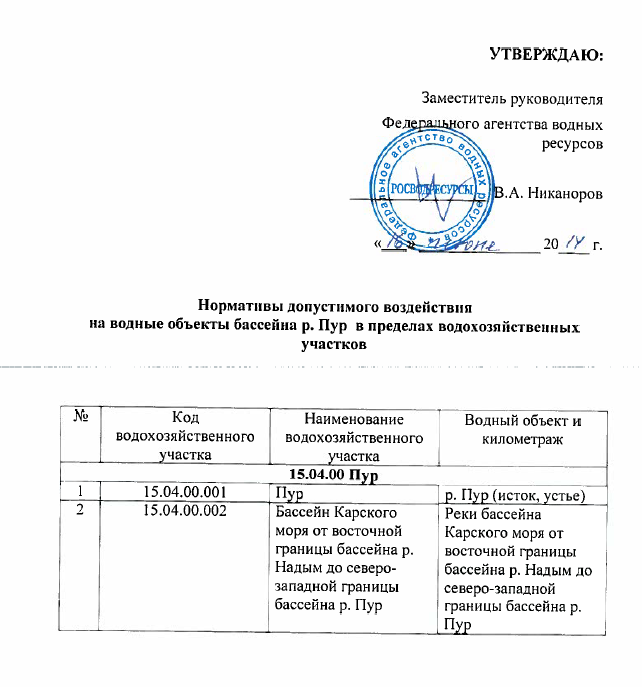 УТВЕРЖДАЮ:
Заместитель руководителя
Федерального агентства водных
ресурсов
Федеральное агентство водных ресурсов
РОСВОДРЕСУРСЫ
В.А. Никаноров
«16» июне 2014 г.
Нормативы допустимого воздействия
на водные объекты бассейна р. Пур в пределах водохозяйственных
участков
№ Код Наименование Водный объект и
водохозяйственного водохозяйственного километраж
участка участка
15.04.00 Пур
1 15.04.00.001 Пур р. Пур (исток, устье)
2 15.04.00.002 Бассейн Карского Реки бассейна
моря от восточной Карского моря от
границы бассейна р. восточной границы
Надым до северо- бассейна р. Надым до
западной границы северо-западной
бассейна р. Пур границы бассейна р.
Пур